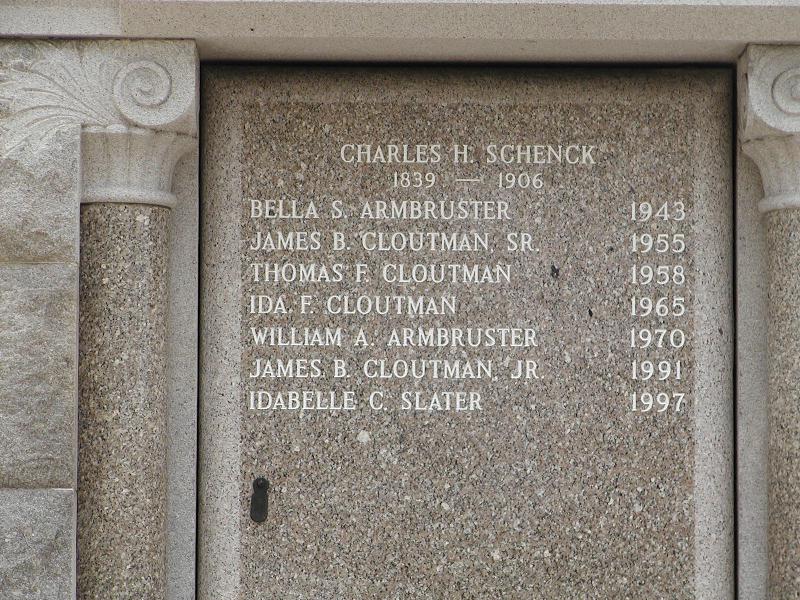 CHARLES H. SCHENCK
1839 — 1906
BELLA S. ARMBRUSTER 1943
JAMES B. CLOUTMAN, SR. 1955
THOMAS F. CLOUTMAN 1958
IDA F. CLOUTMAN 1965
WILLIAM A. ARMBRUSTER 1970
JAMES B. CLOUTMAN, JR. 1991
IDABELLE C. SLATER 1997